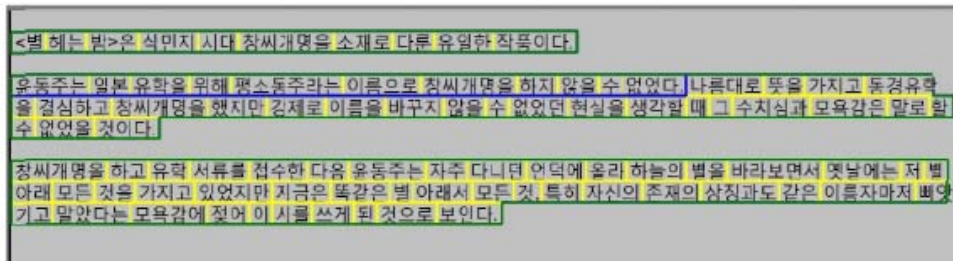 <별 헤는 밤>은 식민지 시대 창씨개명을 소재로 다룬 유일한 작품이다.
윤동주는 일본 유학을 위해 평소동주라는 이름으로 창씨개명을 하지 않을 수 없었다. 나름대로 뜻을 가지고 동경유학
을 결심하고 창씨개명을 했지만 강제로 이름을 바꾸지 않을 수 없었던 현실을 생각할 때 그 수치심과 모욕감은 말로 할
수 없었을 것이다.
창씨개명을 하고 유학 서류를 접수한 다음 윤동주는 자주 다니던 언덕에 올라 하늘의 별을 바라보면서 옛날에는 저 별
아래 모든 것을 가지고 있었지만 지금은 똑같은 별 아래서 모든 것, 특히 자신의 존재의 상징과도 같은 이름자마저 빼앗
기고 말았다는 모욕감에 젖어 이 시를 쓰게 된 것으로 보인다.